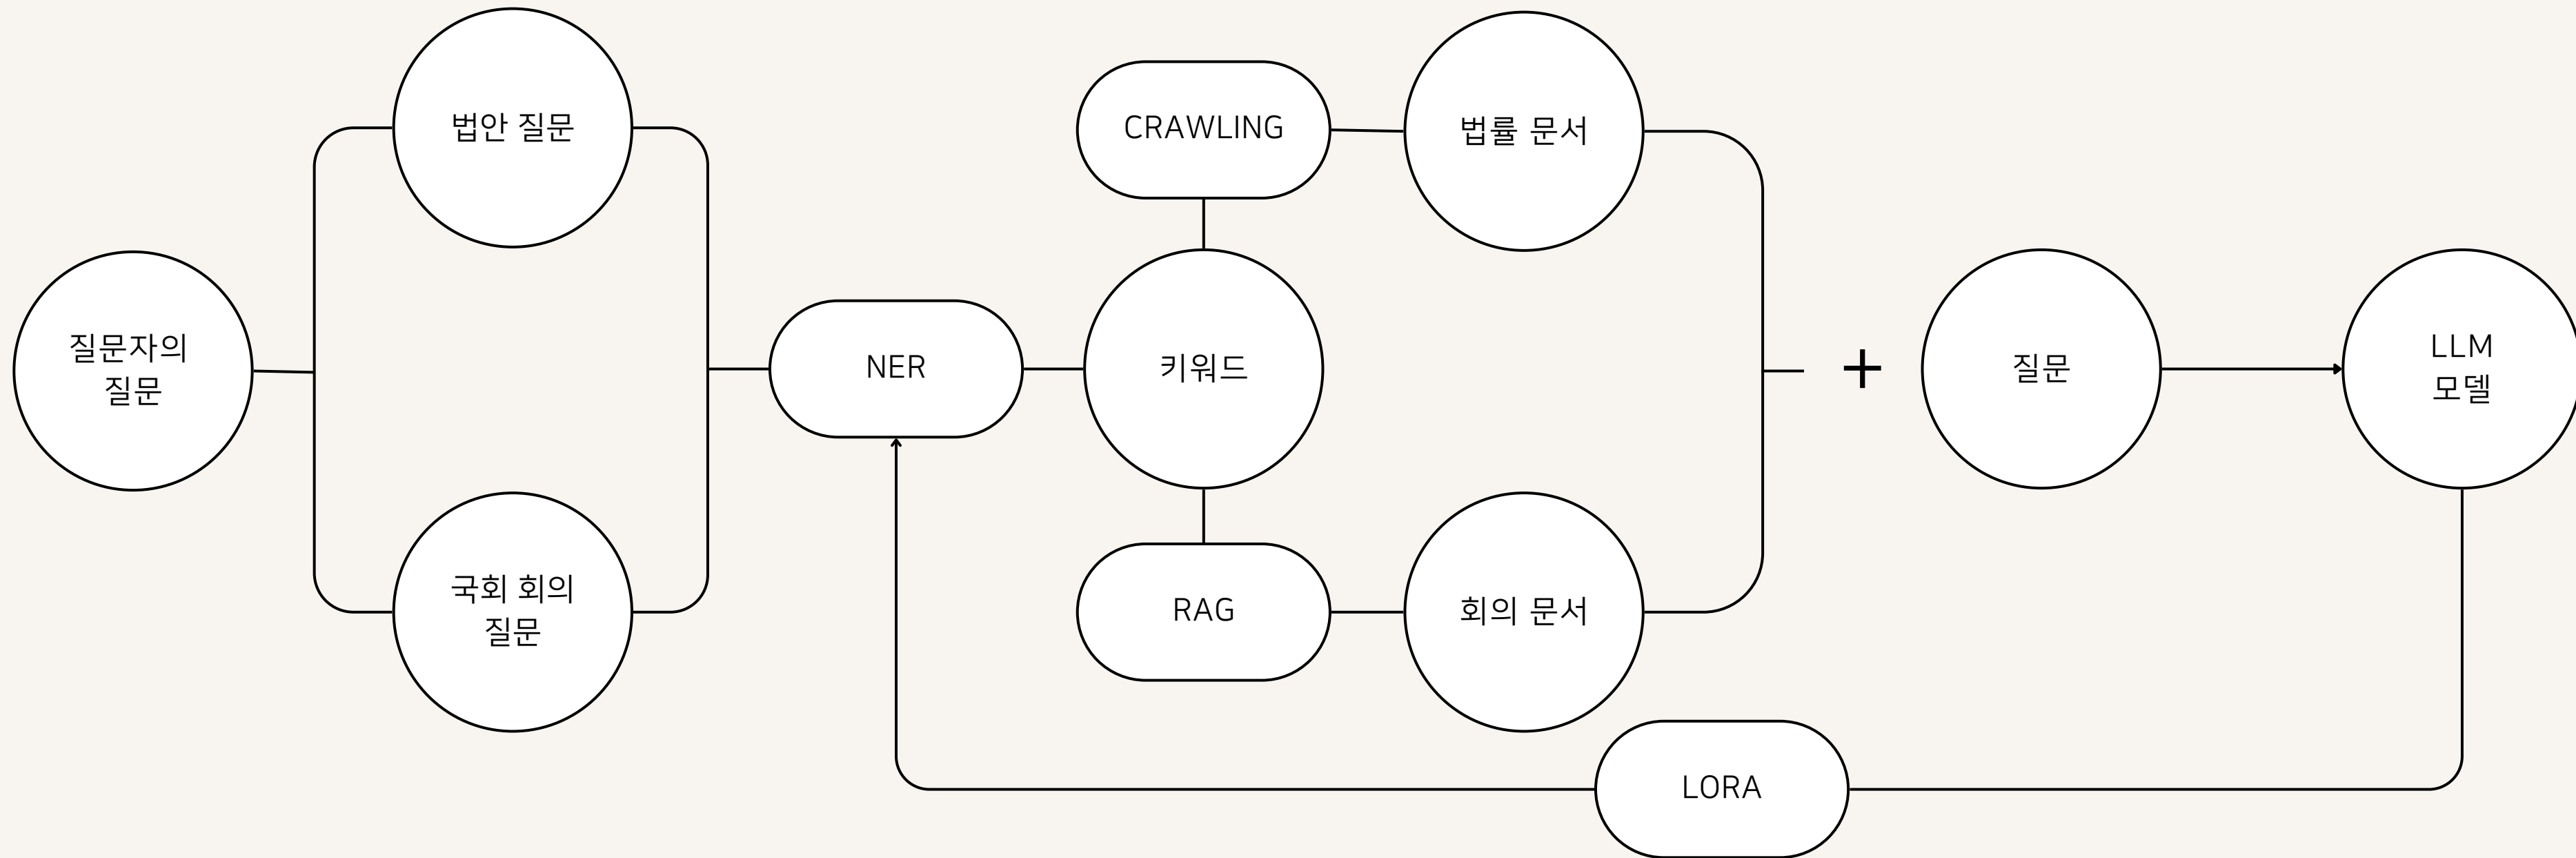 질문자의
질문
법안 질문
국회 회의
질문
NER
CRAWLING
키워드
RAG
법률 문서
회의 문서
+
질문
LLM
모델
LORA